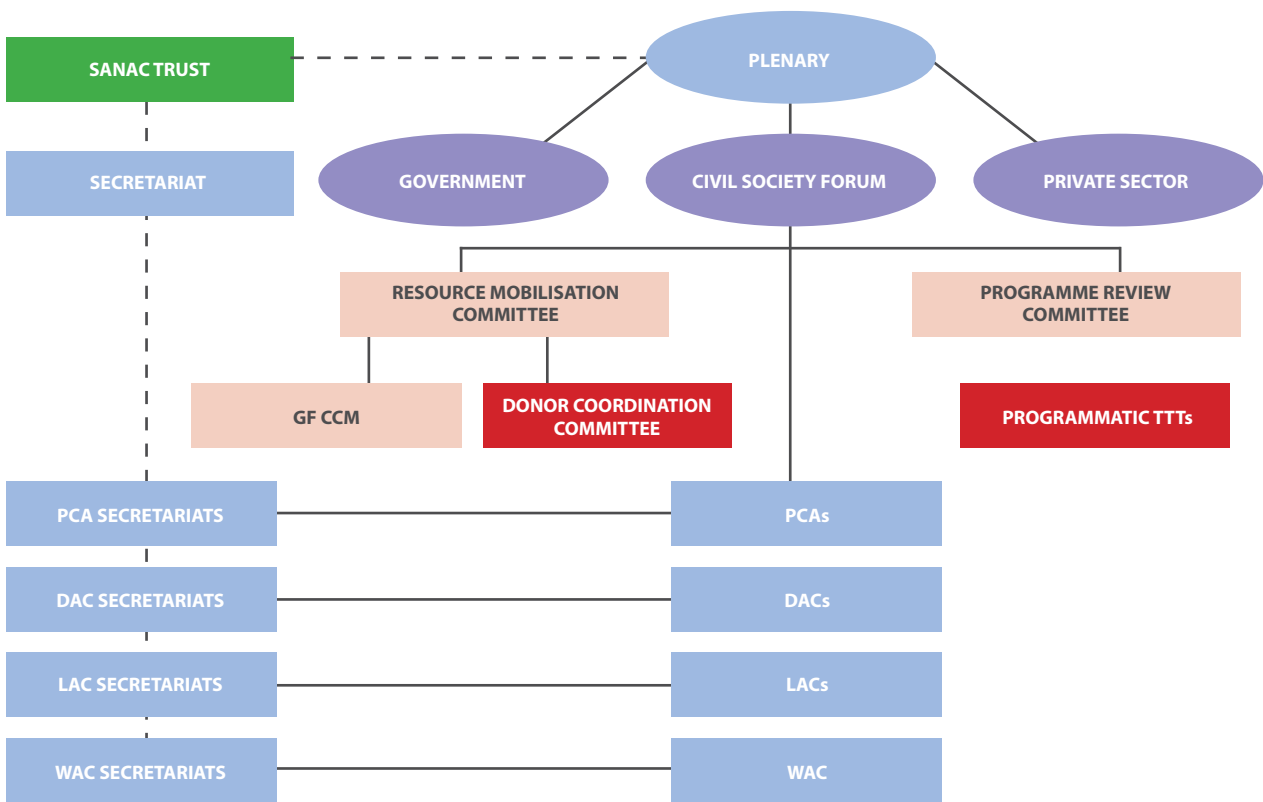 SANAC TRUST
PLENARY
SECRETARIAT
GOVERNMENT
CIVIL SOCIETY FORUM
PRIVATE SECTOR
RESOURCE MOBILISATION
COMMITTEE
PROGRAMME REVIEW
COMMITTEE
GF CCM
DONOR COORDINATION
COMMITTEE
PROGRAMMATIC TTTs
PCA SECRETARIATS
PCAs
DAC SECRETARIATS
DACs
LAC SECRETARIATS
LACs
WAC SECRETARIATS
WAC